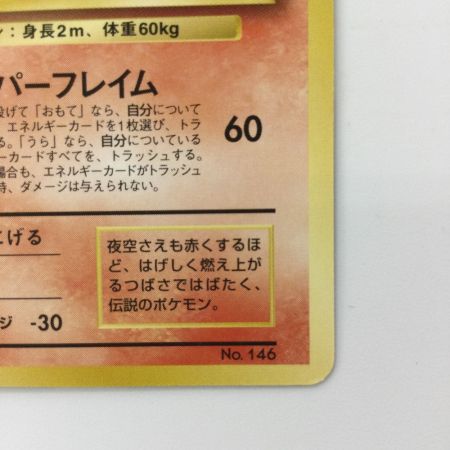 ン：身長2m、体重60kg
パーフレイム
投げて「おもて」なら、自分について
エネルギーカードを1枚選び、トラ
る。「うら」なら、自分についている
ーカードすべてを、トラッシュする。
場合も、エネルギーカードがトラッシュ
時、ダメージは与えられない。
60
にげる
夜空さえも赤くするほ
ど、はげしく燃え上が
るつばさではばたく、
伝説のポケモン。
ジ -30
No. 146